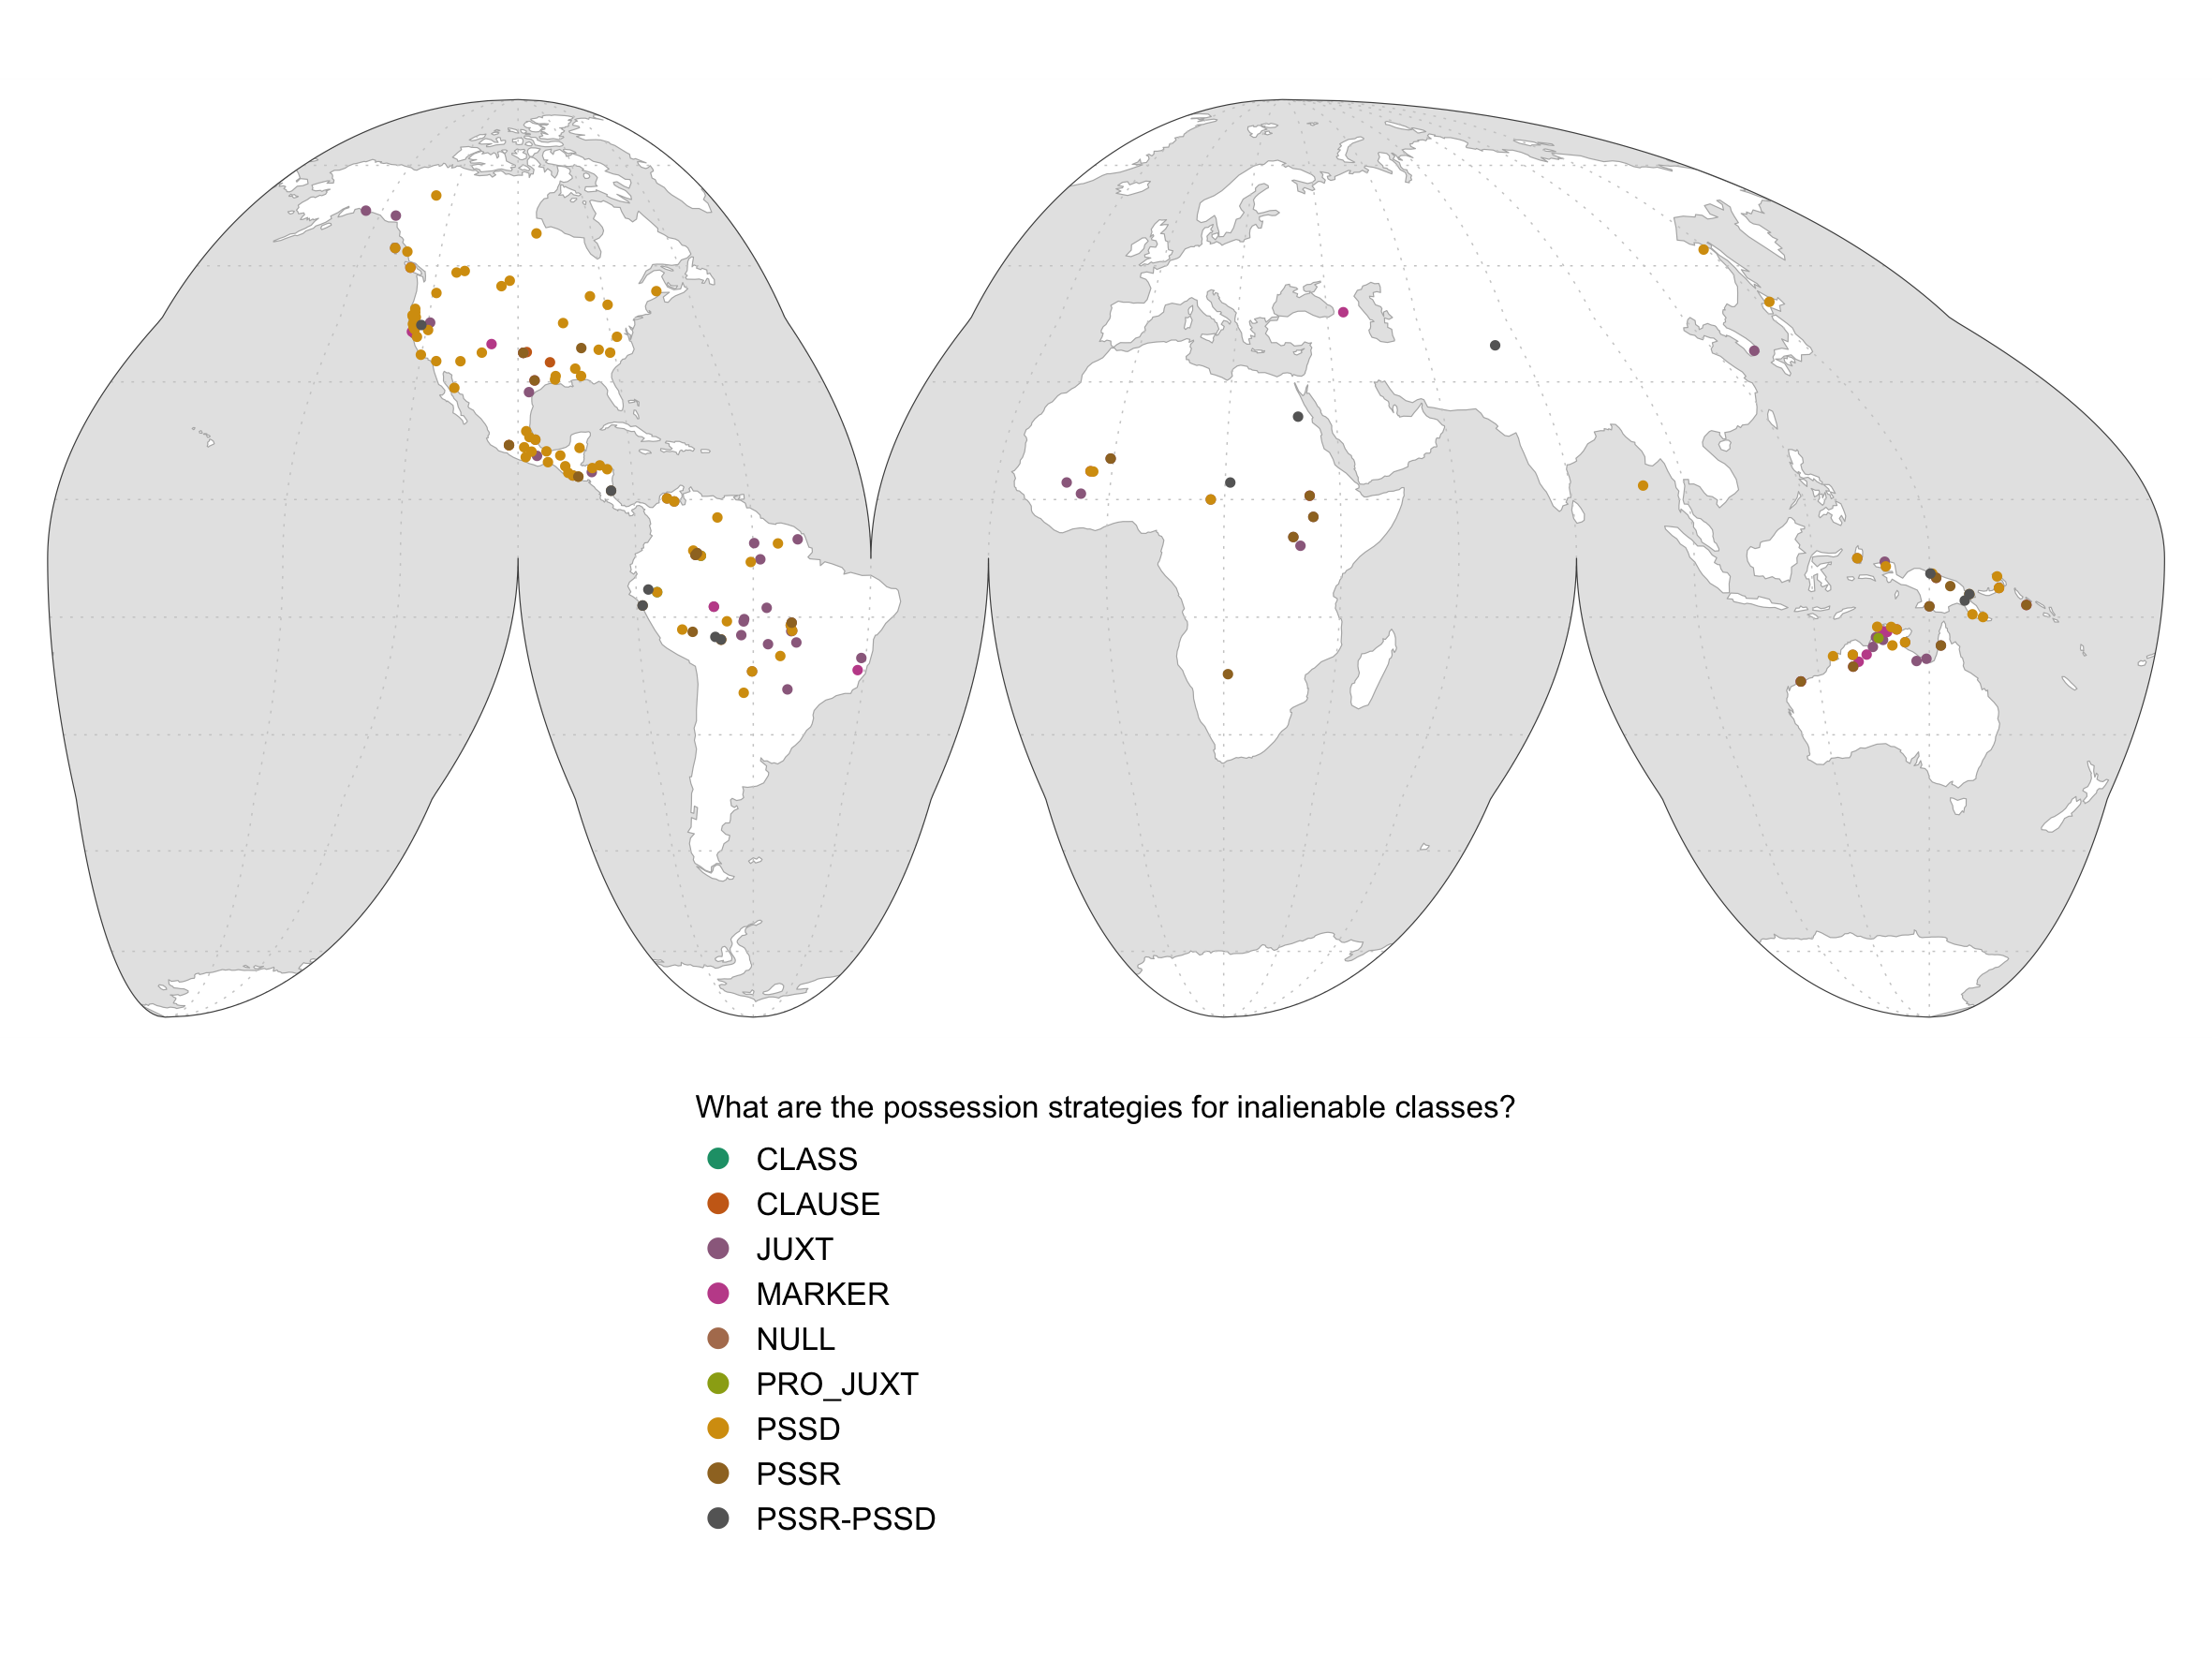 What are the possession strategies for inalienable classes?
CLASS
CLAUSE
JUXT
MARKER
NULL
PRO_JUXT
PSSD
PSSR
PSSR-PSSD